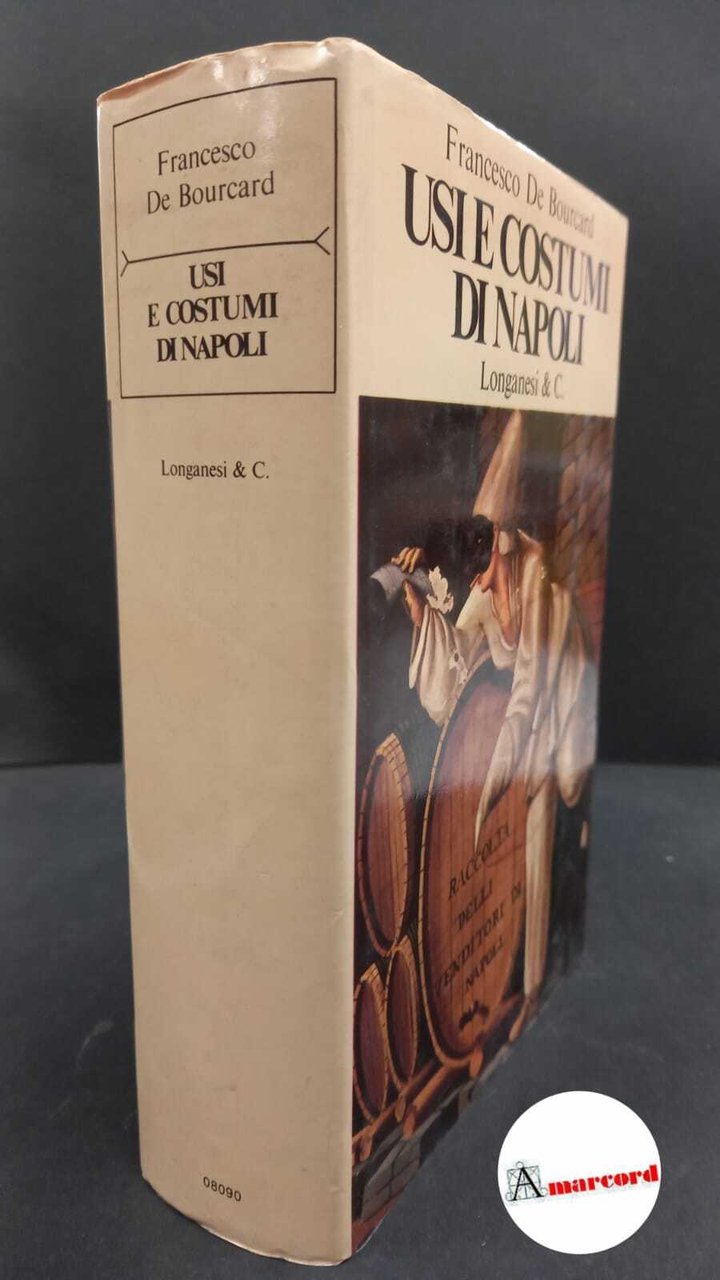 Francesco
De Bourcard
USI
E COSTUMI
DI NAPOLI
Longanesi & C.
08090
Francesco De Bourcard
USI E COSTUMI
DI NAPOLI
Longanesi & C.
RACCOLTA
DELLI
VENDITORI DI
NAPOLI
Amarcord